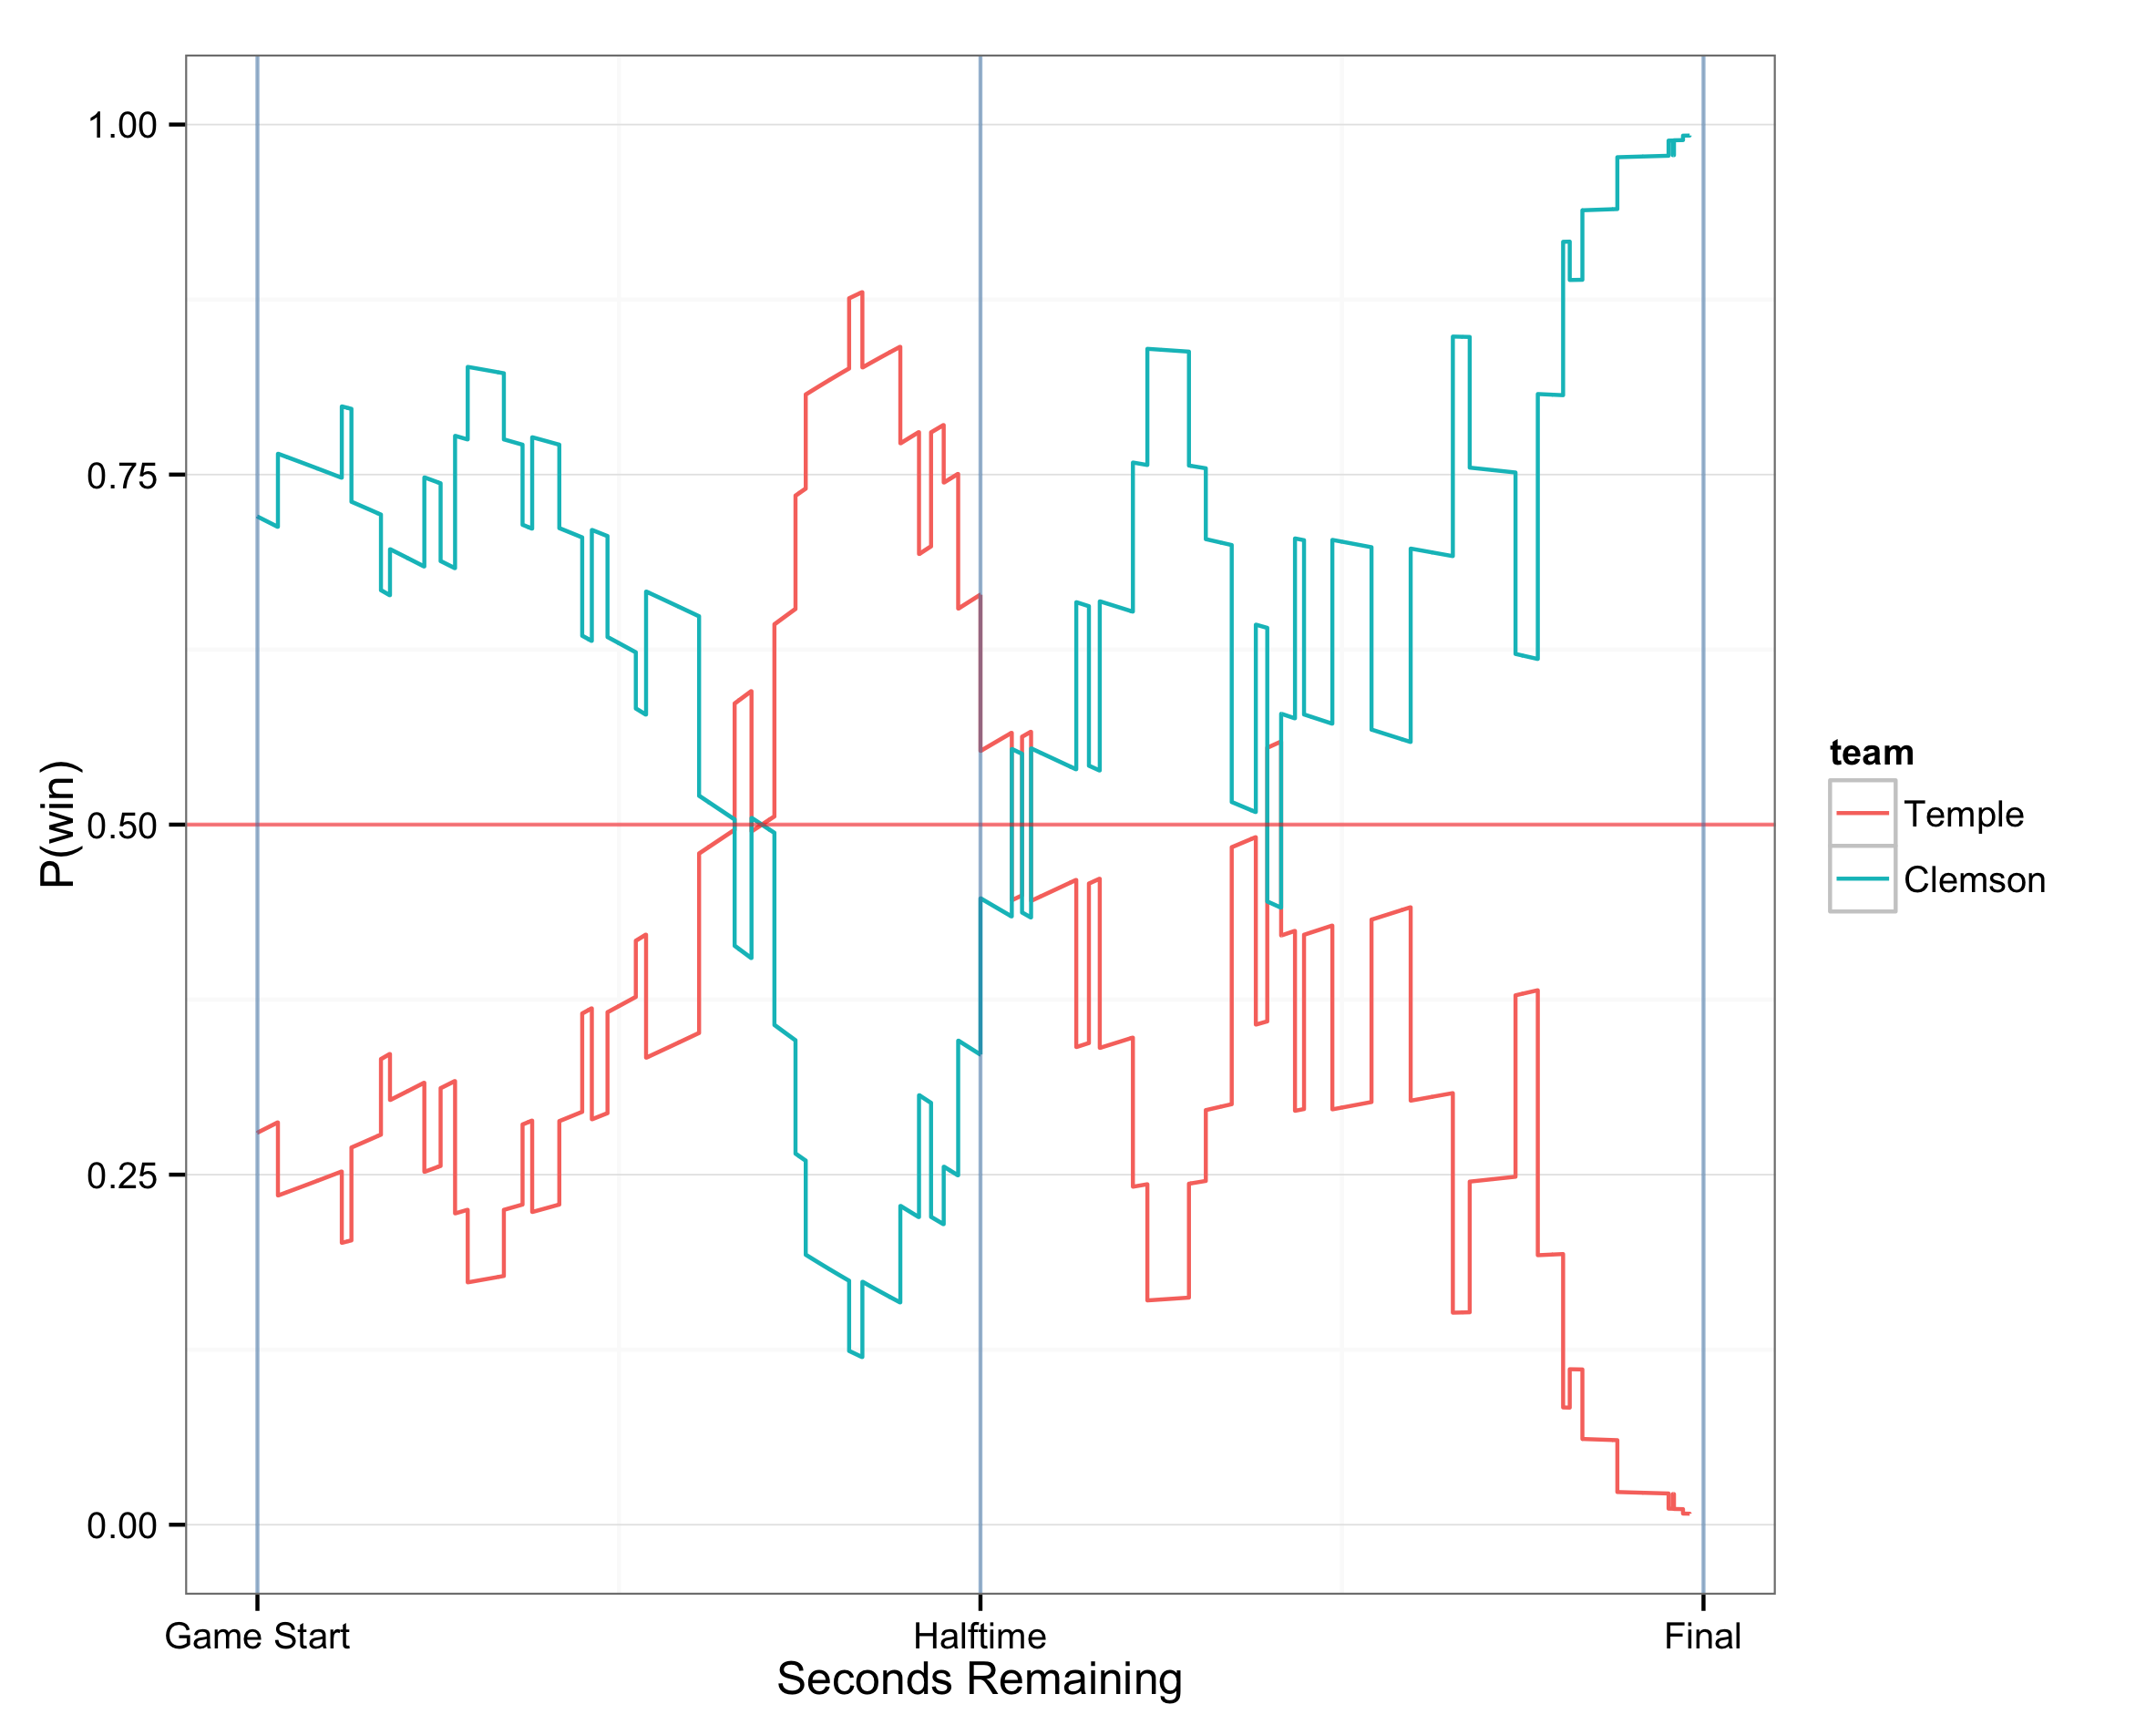 1.00
0.75
0.50
0.25
0.00
P(win)
Game Start
Halftime
Final
Seconds Remaining
team
Temple
Clemson